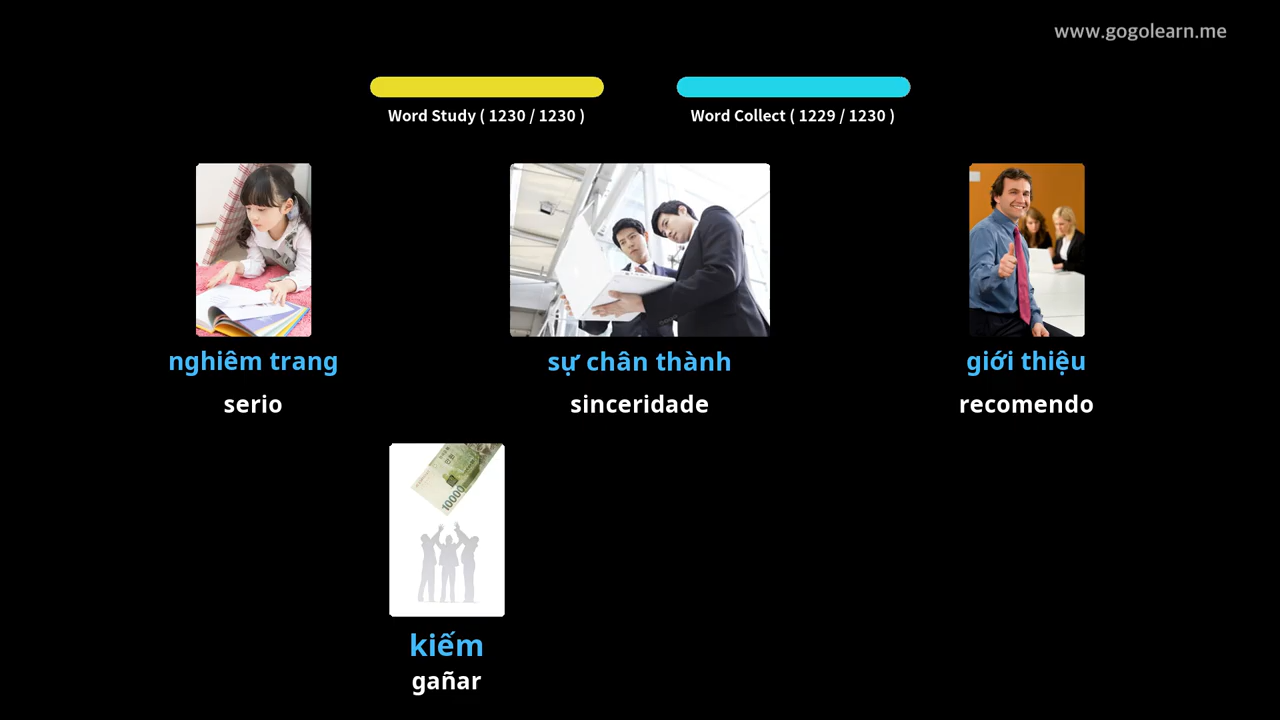 www.gogolearn.me
Word Study ( 1230 / 1230 )
Word Collect ( 1229 / 1230 )
nghiêm trang
sự chân thành
giới thiệu
serio
sinceridade
recomendo
10000
kiếm
gañar